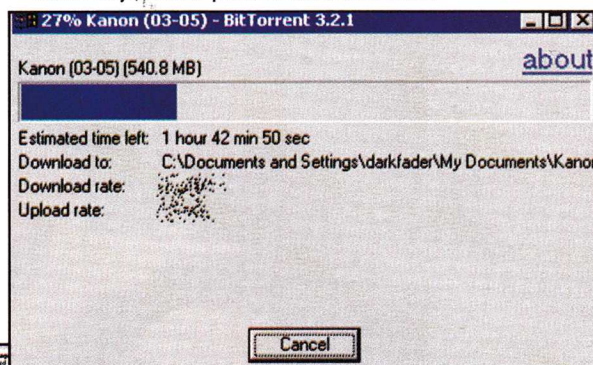 27% Kanon (03-05) - BitTorrent 3.2.1
about
Kanon (03-05) (540.8 MB)
Estimated time left: 1 hour 42 min 50 sec
Download to: C:\Documents and Settings\darkfader\My Documents\Kanon
Download rate:
Upload rate:
Cancel